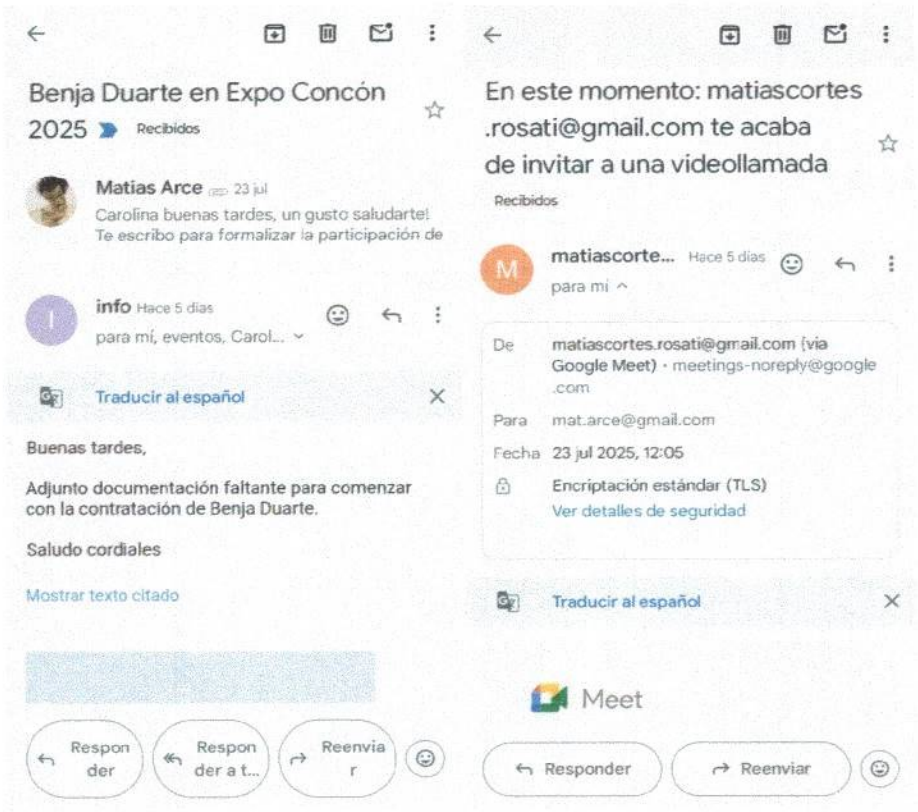 Benja Duarte en Expo Concón
2025 Recibidos
Matias Arce 23 jul
Carolina buenas tardes, un gusto saludarte!
Te escribo para formalizar la participación de
I
info Hace 5 días
para mí, eventos, Carol...
Traducir al español
Buenas tardes,
Adjunto documentación faltante para comenzar
con la contratación de Benja Duarte.
Saludo cordiales
Mostrar texto citado
Respon
der
Respon
der a t...
Reenvia
r
En este momento: matiascortes
.rosati@gmail.com te acaba
de invitar a una videollamada
Recibidos
M
matiascorte... Hace 5 días
para mí
De matiascortes.rosati@gmail.com (vía
Google Meet) · meetings-noreply@google
.com
Para mat.arce@gmail.com
Fecha 23 jul 2025, 12:05
Encriptación estándar (TLS)
Ver detalles de seguridad
Traducir al español
Meet
Responder
Reenviar